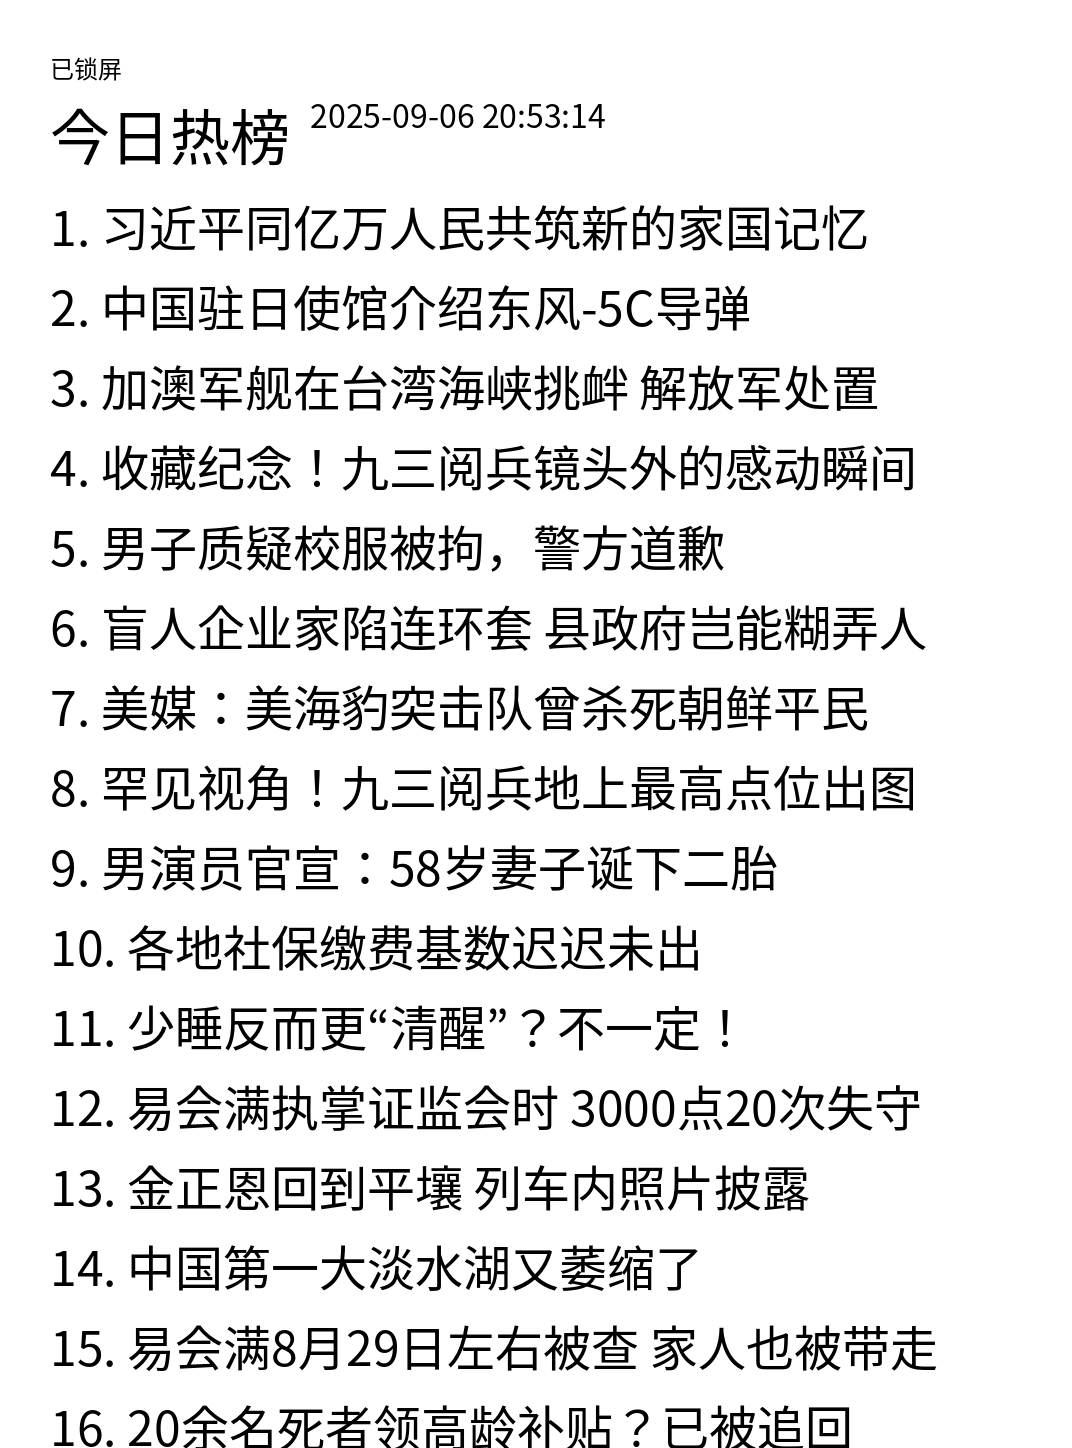 已锁屏
今日热榜 2025-09-06 20:53:14
1. 习近平同亿万人民共筑新的家国记忆
2. 中国驻日使馆介绍东风-5C导弹
3. 加澳军舰在台湾海峡挑衅 解放军处置
4. 收藏纪念！九三阅兵镜头外的感动瞬间
5. 男子质疑校服被拘，警方道歉
6. 盲人企业家陷连环套 县政府岂能糊弄人
7. 美媒：美海豹突击队曾杀死朝鲜平民
8. 罕见视角！九三阅兵地上最高点位出图
9. 男演员官宣：58岁妻子诞下二胎
10. 各地社保缴费基数迟迟未出
11. 少睡反而更“清醒”？不一定！
12. 易会满执掌证监会时 3000点20次失守
13. 金正恩回到平壤 列车内照片披露
14. 中国第一大淡水湖又萎缩了
15. 易会满8月29日左右被查 家人也被带走
16. 20余名死者领高龄补贴？已被追回